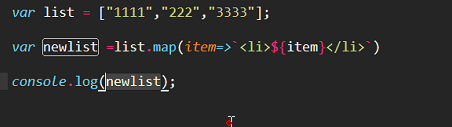 var list = ["1111","222","3333"];
var newlist =list.map(item=>`<li>${item}</li>`)
console.log(newlist);